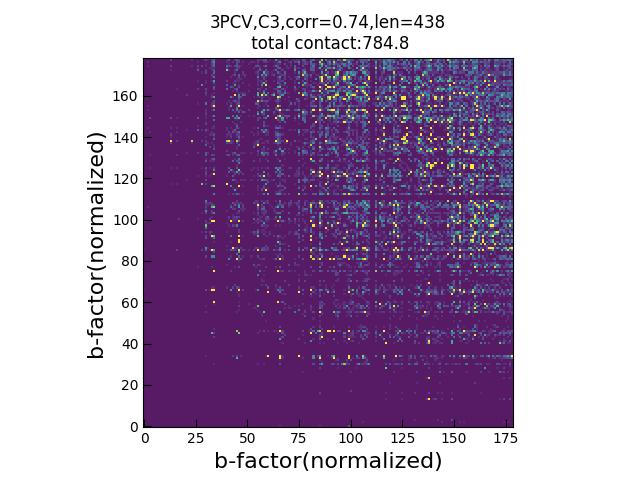 3PCV,C3,corr=0.74,len=438
total contact:784.8
b-factor(normalized)
160
140
120
100
80
60
40
20
0
0 25 50 75 100 125 150 175
b-factor(normalized)